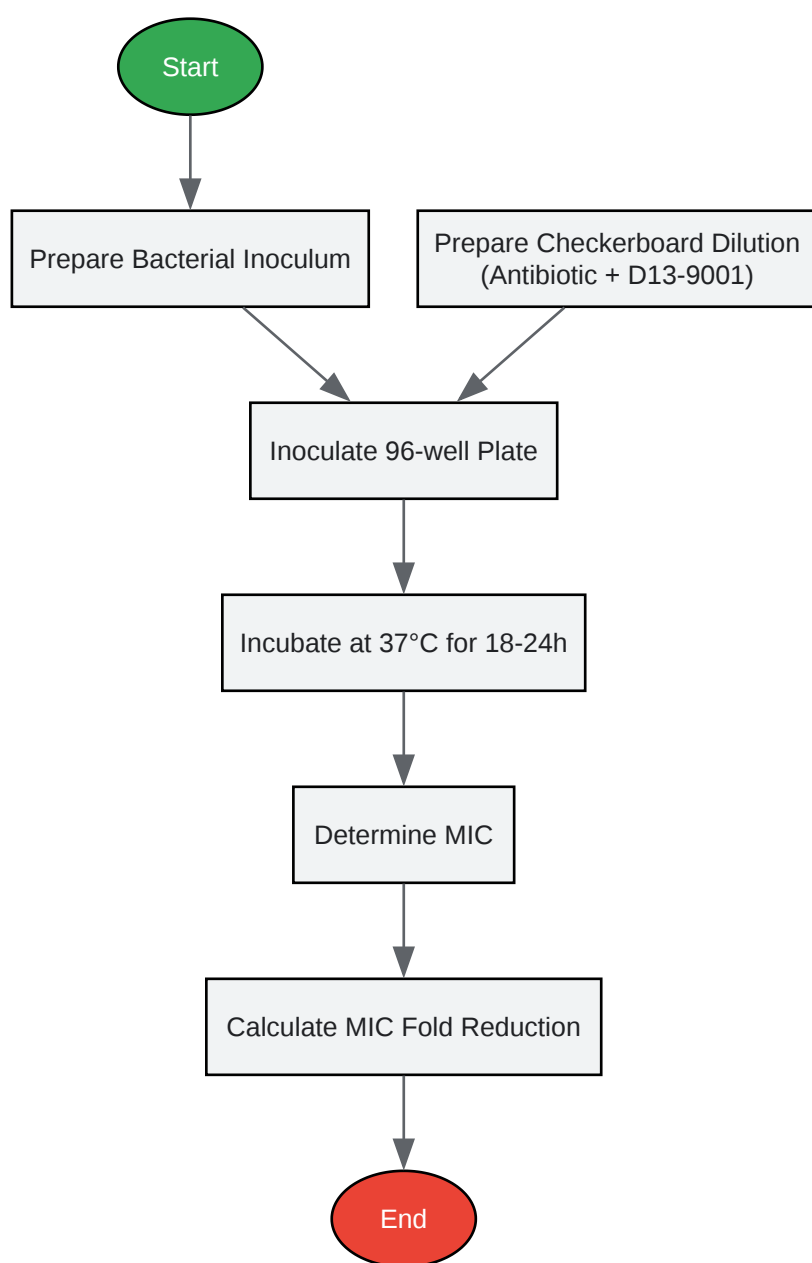 Start
Prepare Bacterial Inoculum
Prepare Checkerboard Dilution
(Antibiotic + D13-9001)
Inoculate 96-well Plate
Incubate at 37°C for 18-24h
Determine MIC
Calculate MIC Fold Reduction
End